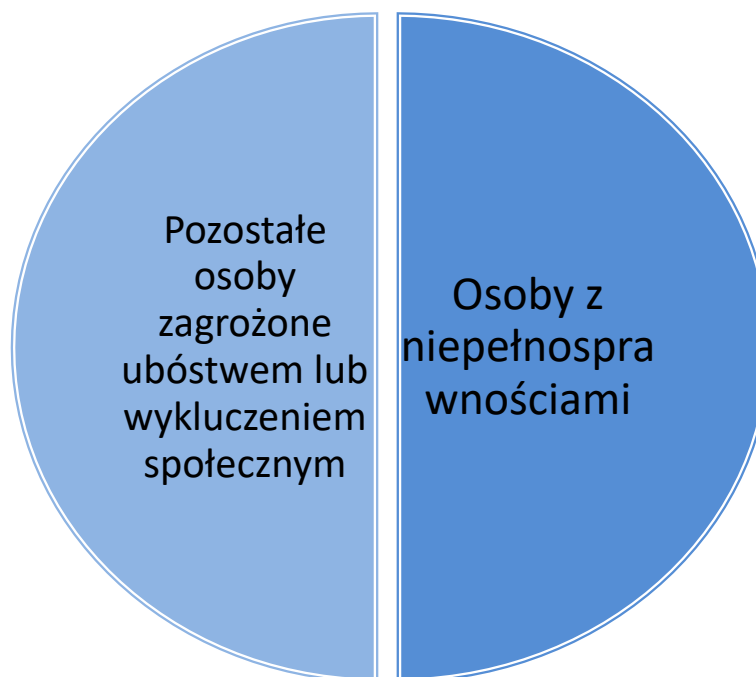 Pozostałe
osoby
zagrożone
ubóstwem lub
wykluczeniem
społecznym
Osoby z
niepełnospra
wnościami